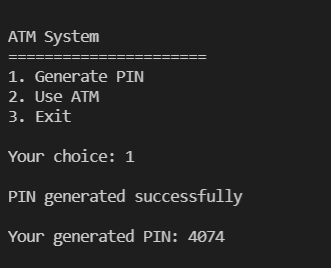 ATM System
======================
1. Generate PIN
2. Use ATM
3. Exit
Your choice: 1
PIN generated successfully
Your generated PIN: 4074